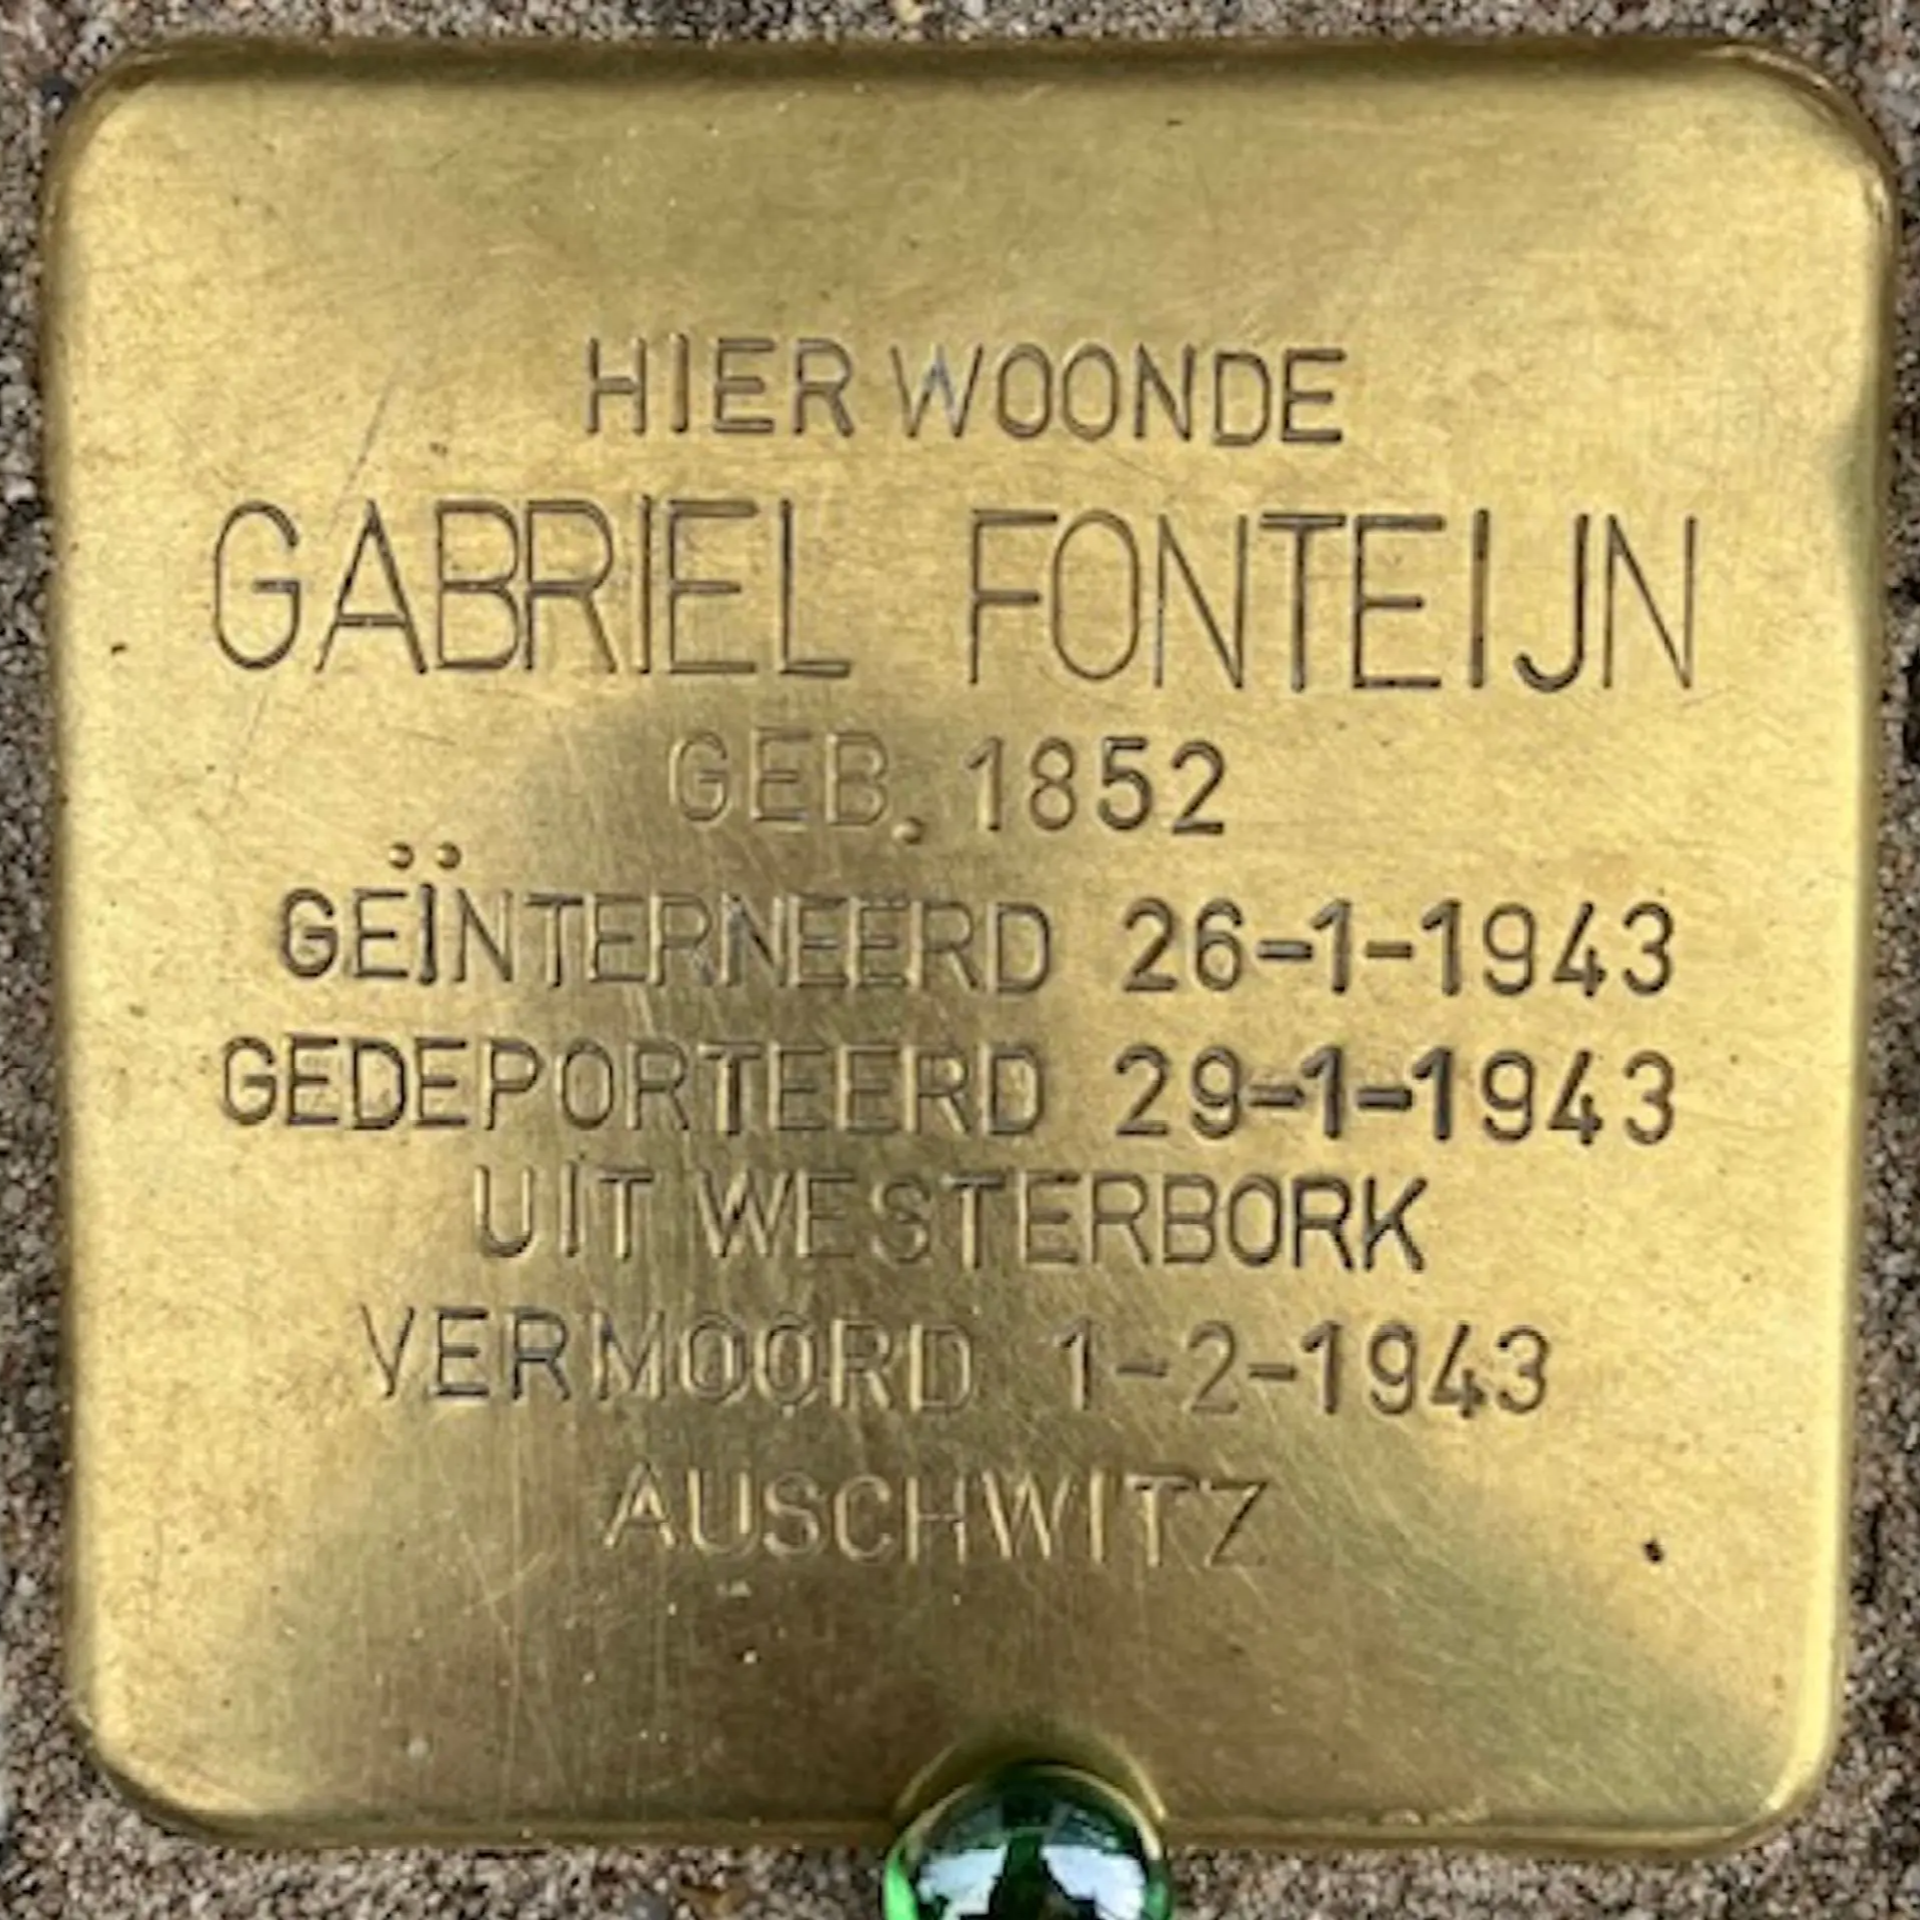 HIER WOONDE
GABRIEL FONTEIJN
GEB. 1852
GEÏNTERNEERD 26-1-1943
GEDEPORTEERD 29-1-1943
UIT WESTERBORK
VERMOORD 1-2-1943
AUSCHWITZ